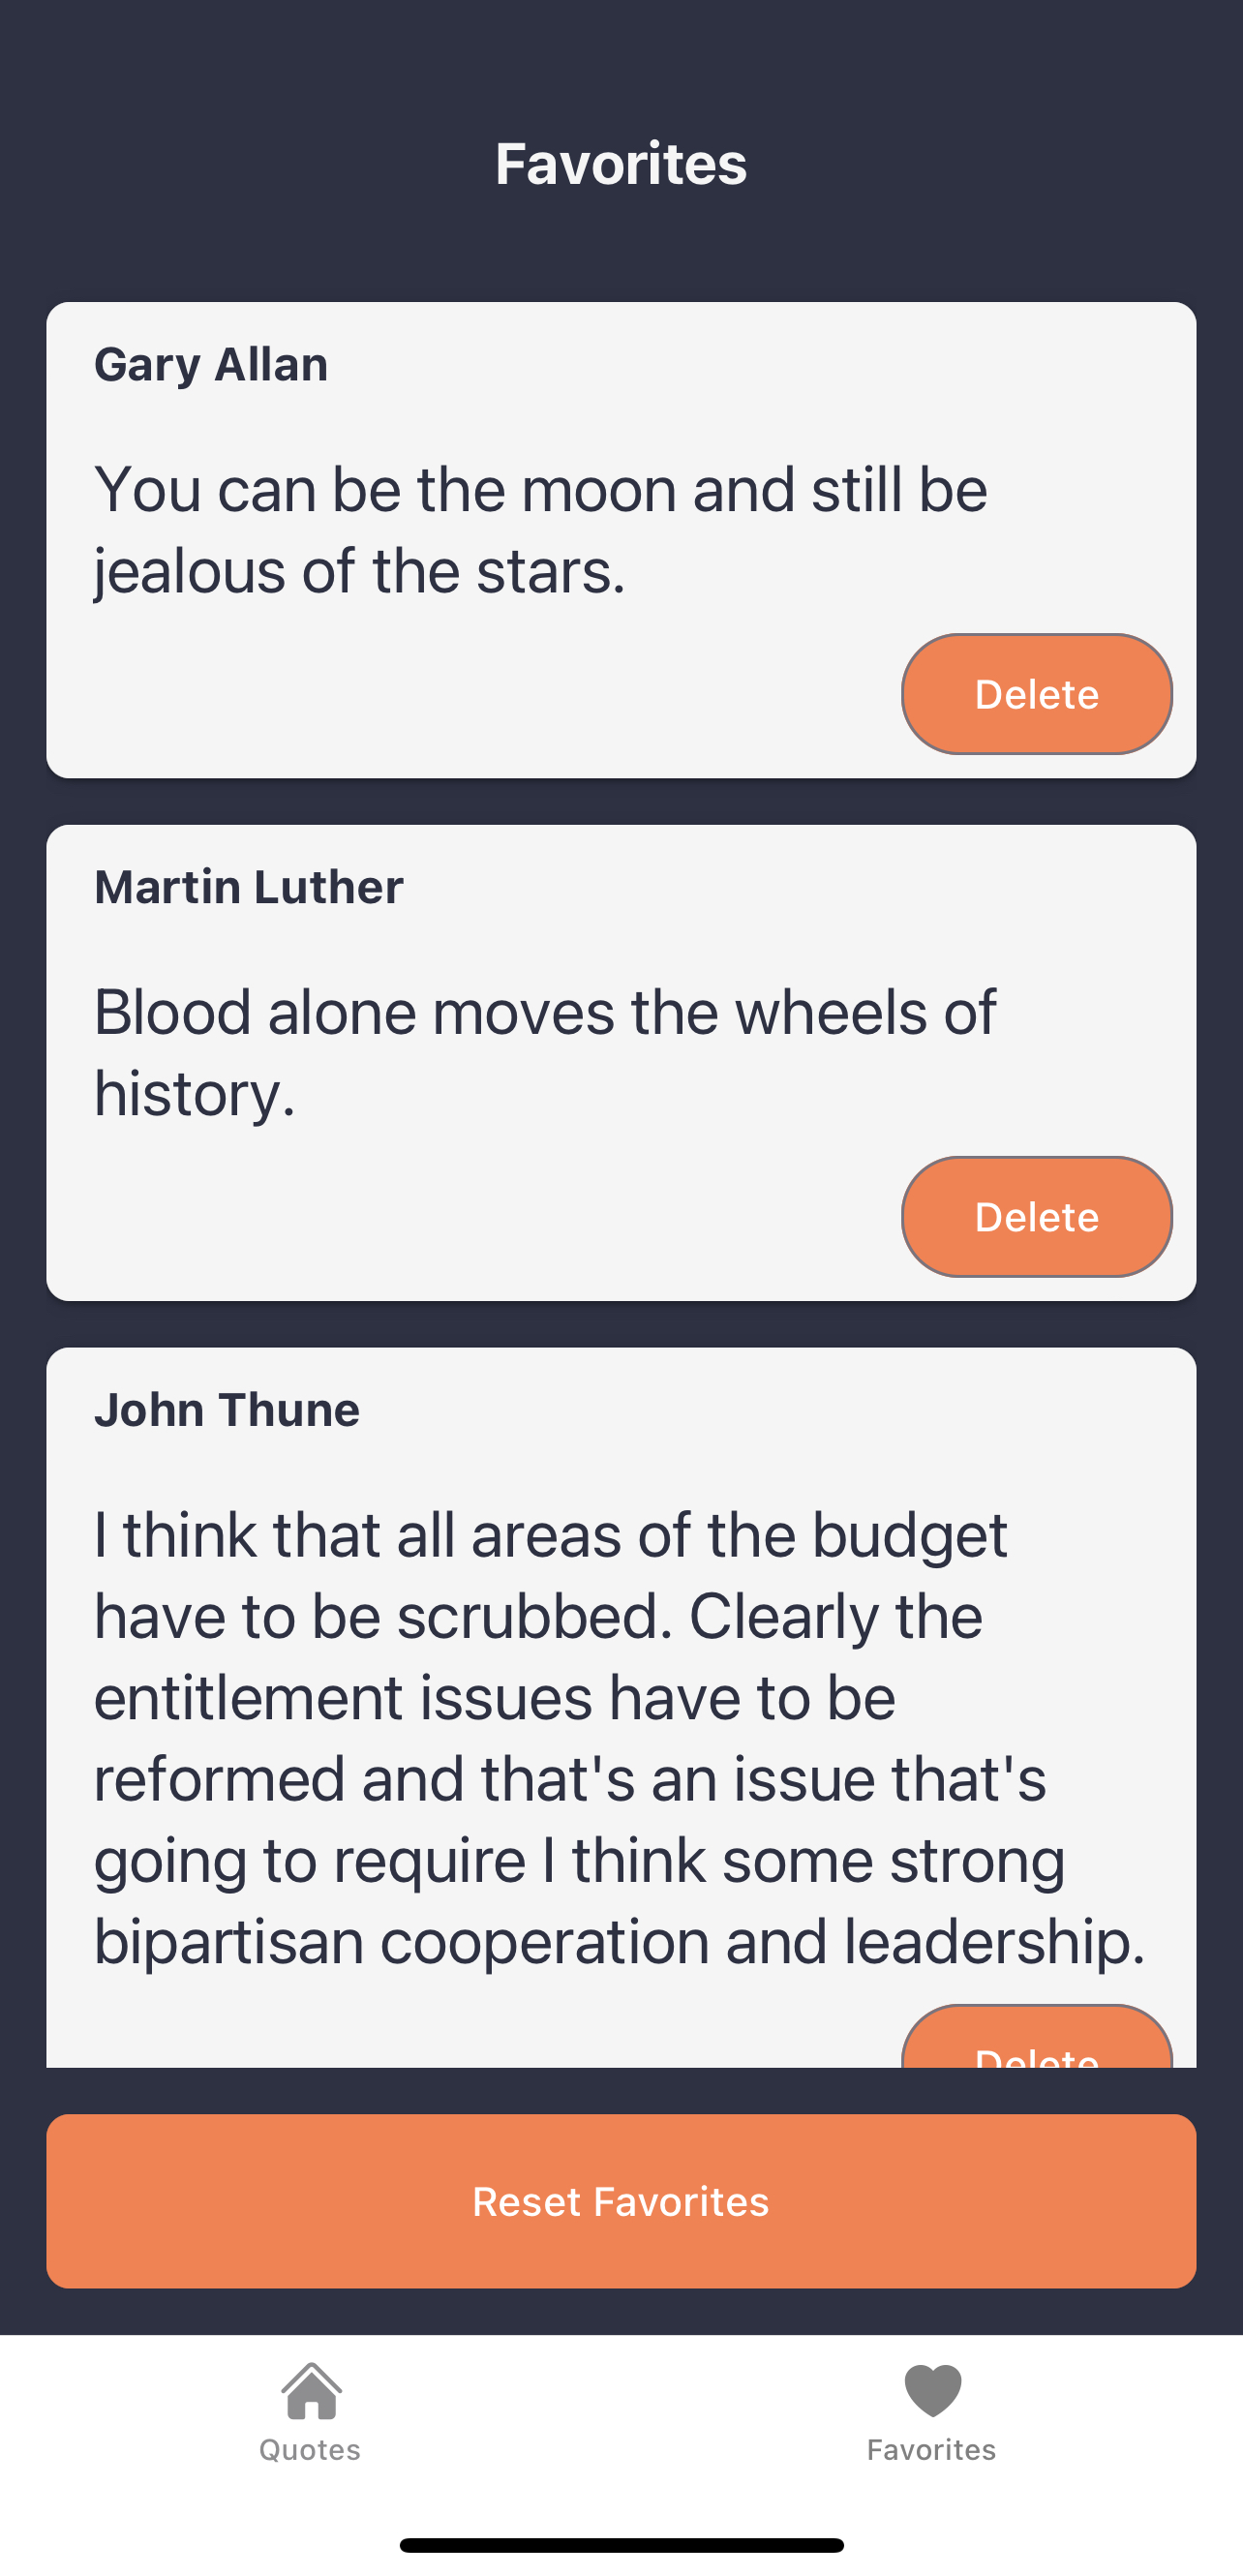 Favorites
Gary Allan
You can be the moon and still be
jealous of the stars.
Delete
Martin Luther
Blood alone moves the wheels of
history.
Delete
John Thune
I think that all areas of the budget
have to be scrubbed. Clearly the
entitlement issues have to be
reformed and that's an issue that's
going to require I think some strong
bipartisan cooperation and leadership.
Delete
Reset Favorites
Quotes
Favorites